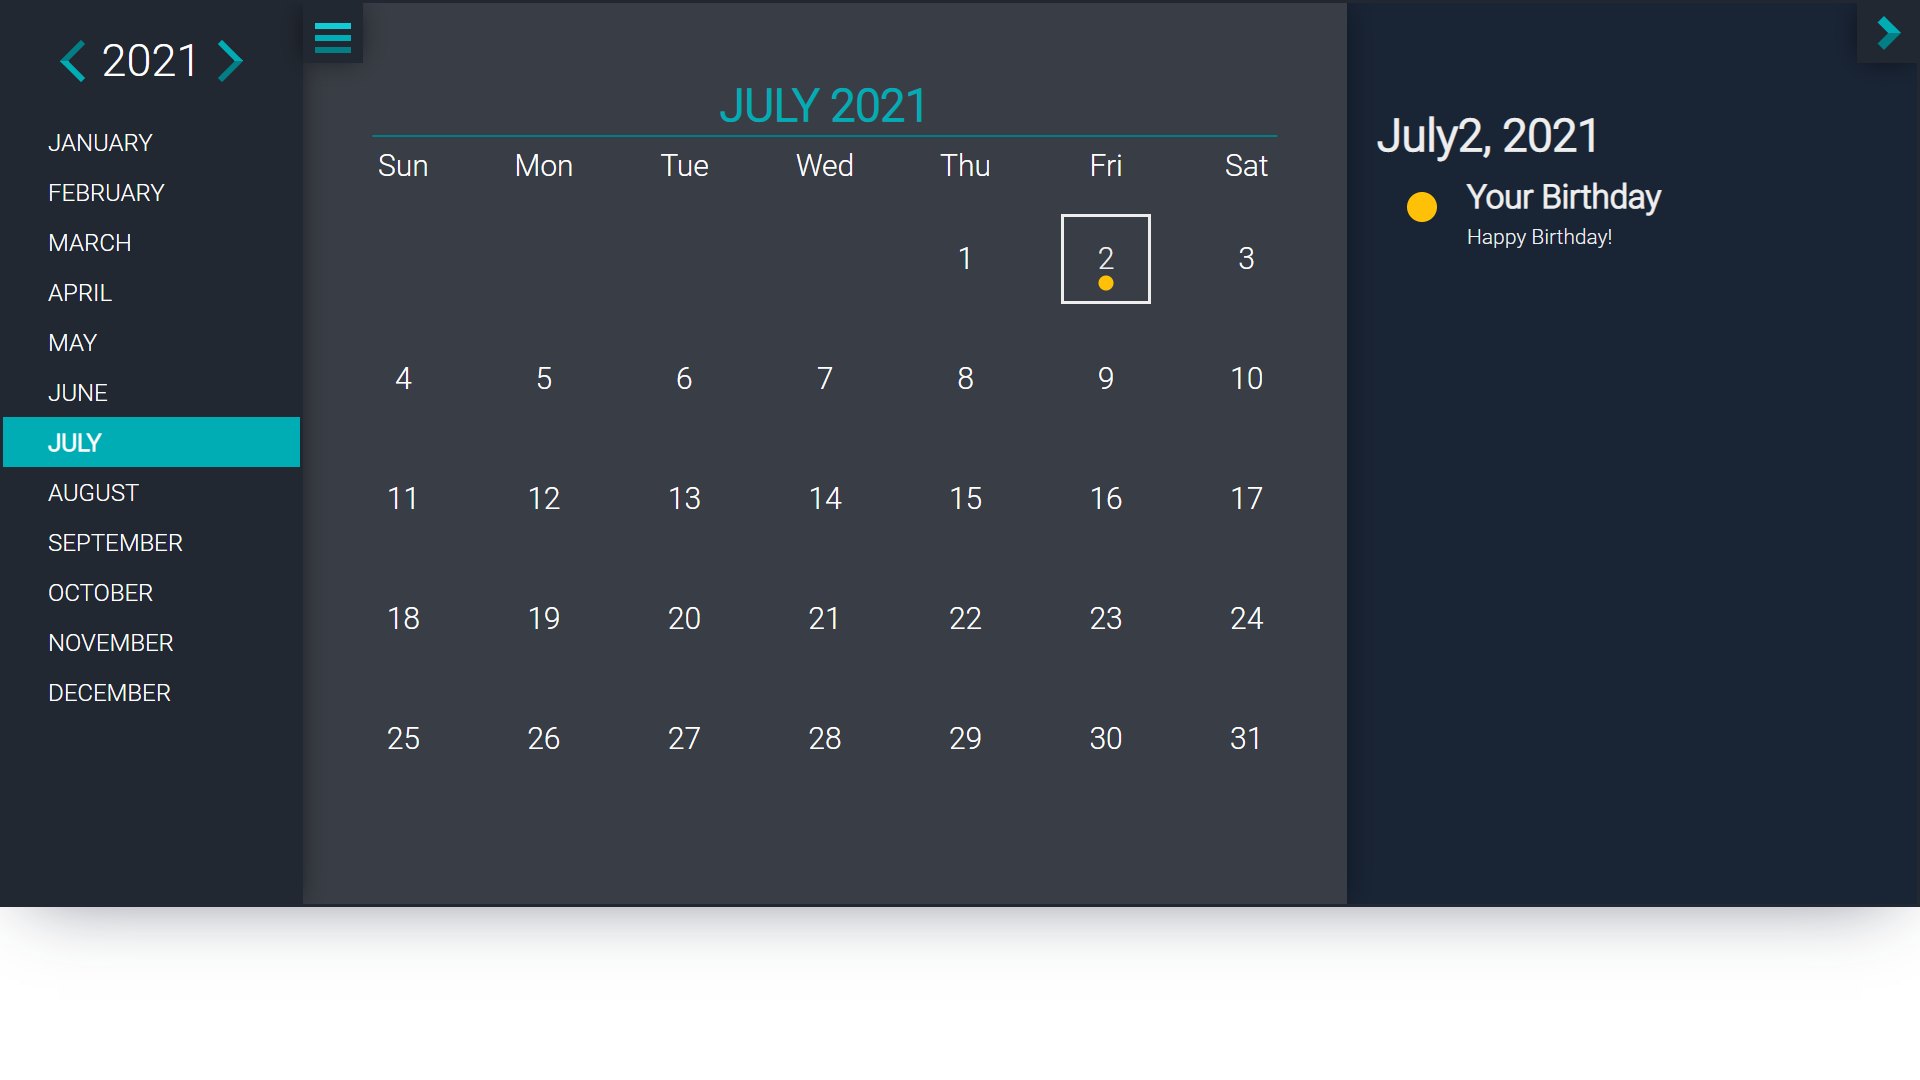 2021
JANUARY
FEBRUARY
MARCH
APRIL
MAY
JUNE
JULY
AUGUST
SEPTEMBER
OCTOBER
NOVEMBER
DECEMBER
JULY 2021
Sun Mon Tue Wed Thu Fri Sat
1 2 3
4 5 6 7 8 9 10
11 12 13 14 15 16 17
18 19 20 21 22 23 24
25 26 27 28 29 30 31
July2, 2021
Your Birthday
Happy Birthday!